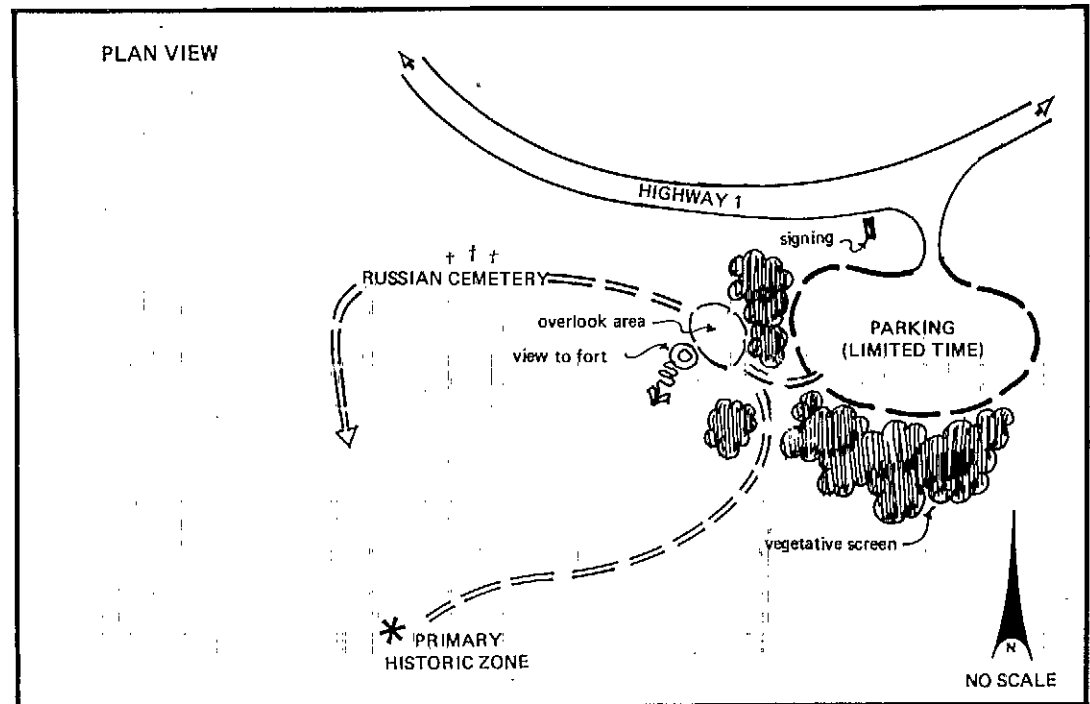 PLAN VIEW
HIGHWAY 1
signing
† † †
RUSSIAN CEMETERY
overlook area
view to fort
PARKING
(LIMITED TIME)
vegetative screen
* PRIMARY
HISTORIC ZONE
N
NO SCALE